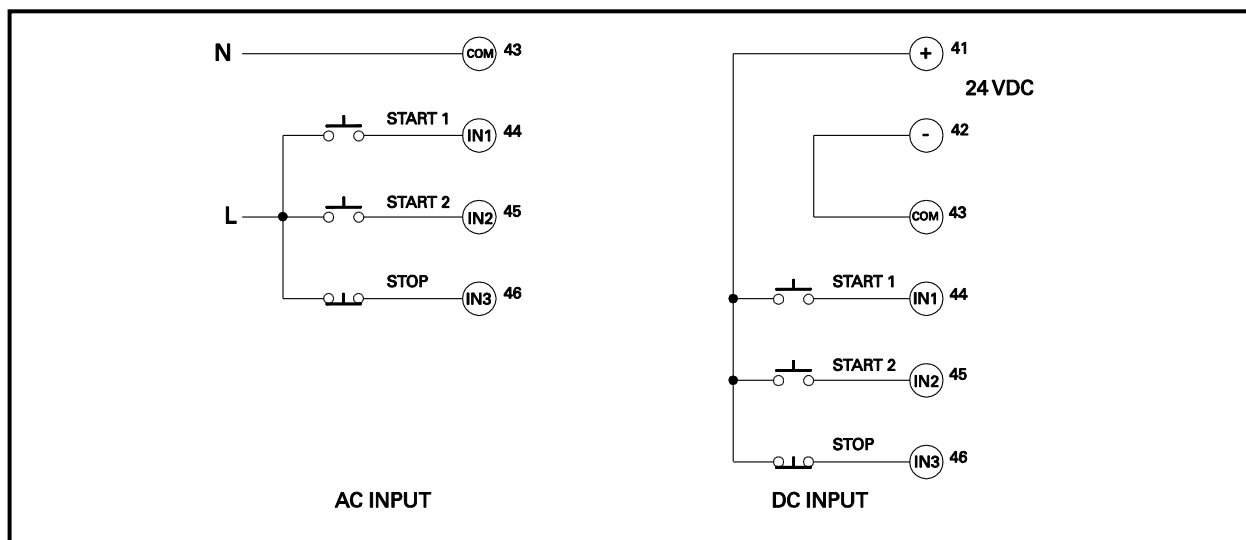 N COM 43
START 1 IN1 44
L START 2 IN2 45
STOP IN3 46
AC INPUT
+ 41
24 VDC
- 42
COM 43
START 1 IN1 44
START 2 IN2 45
STOP IN3 46
DC INPUT